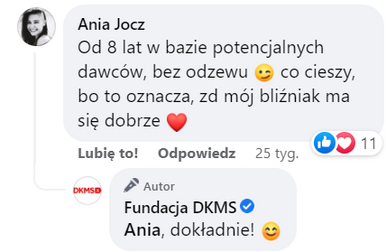 Ania Jocz
Od 8 lat w bazie potencjalnych
dawców, bez odzewu 😉 co cieszy,
bo to oznacza, zd mój bliźniak ma
się dobrze ❤️
Lubię to! Odpowiedz 25 tyg. 11
DKMS
Autor
Fundacja DKMS
Ania, dokładnie! 😊